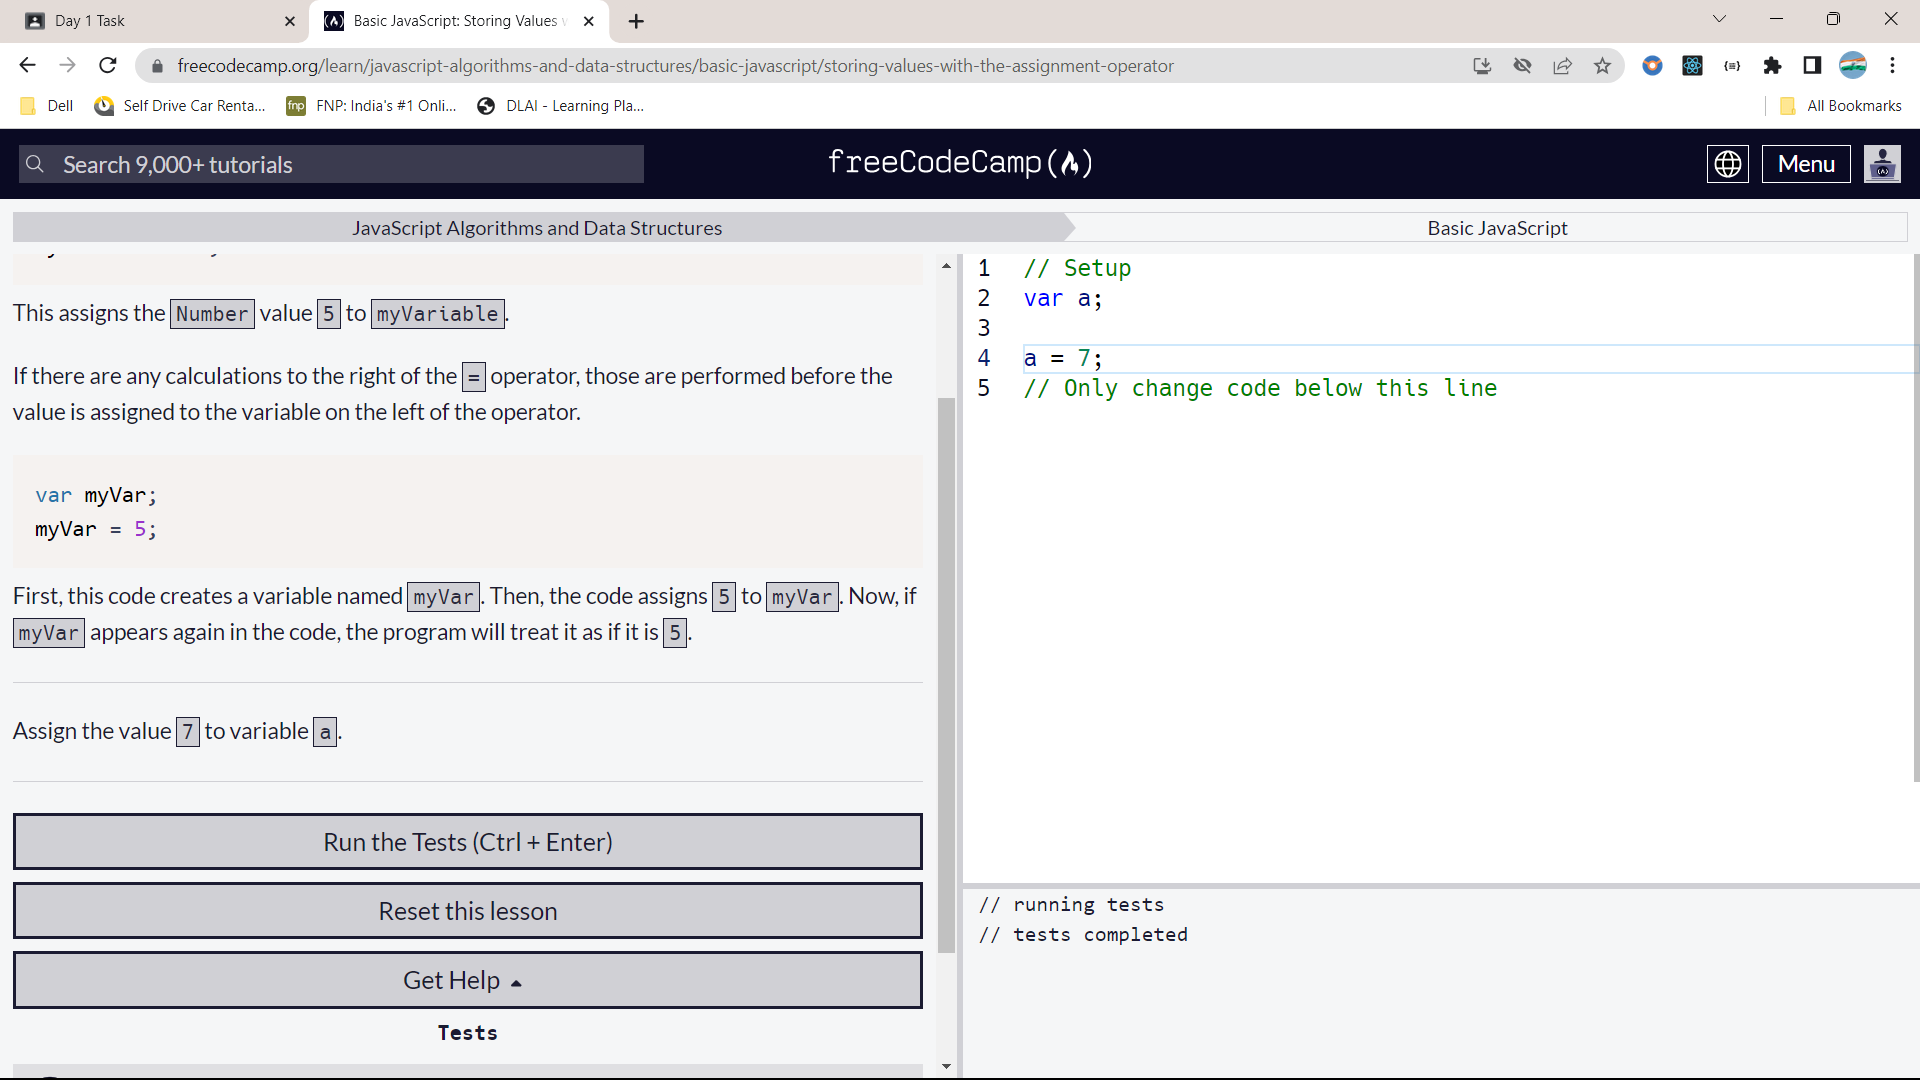 Day 1 Task
Basic JavaScript: Storing Values
freecodecamp.org/learn/javascript-algorithms-and-data-structures/basic-javascript/storing-values-with-the-assignment-operator
Dell
Self Drive Car Renta...
fnp FNP: India's #1 Onli...
DLAI - Learning Pla...
All Bookmarks
Search 9,000+ tutorials
freeCodeCamp
Menu
JavaScript Algorithms and Data Structures
Basic JavaScript
This assigns the Number value 5 to myVariable.
If there are any calculations to the right of the = operator, those are performed before the
value is assigned to the variable on the left of the operator.
var myVar;
myVar = 5;
First, this code creates a variable named myVar. Then, the code assigns 5 to myVar. Now, if
myVar appears again in the code, the program will treat it as if it is 5.
Assign the value 7 to variable a.
Run the Tests (Ctrl + Enter)
Reset this lesson
Get Help
Tests
1 // Setup
2 var a;
3
4 a = 7;
5 // Only change code below this line
// running tests
// tests completed